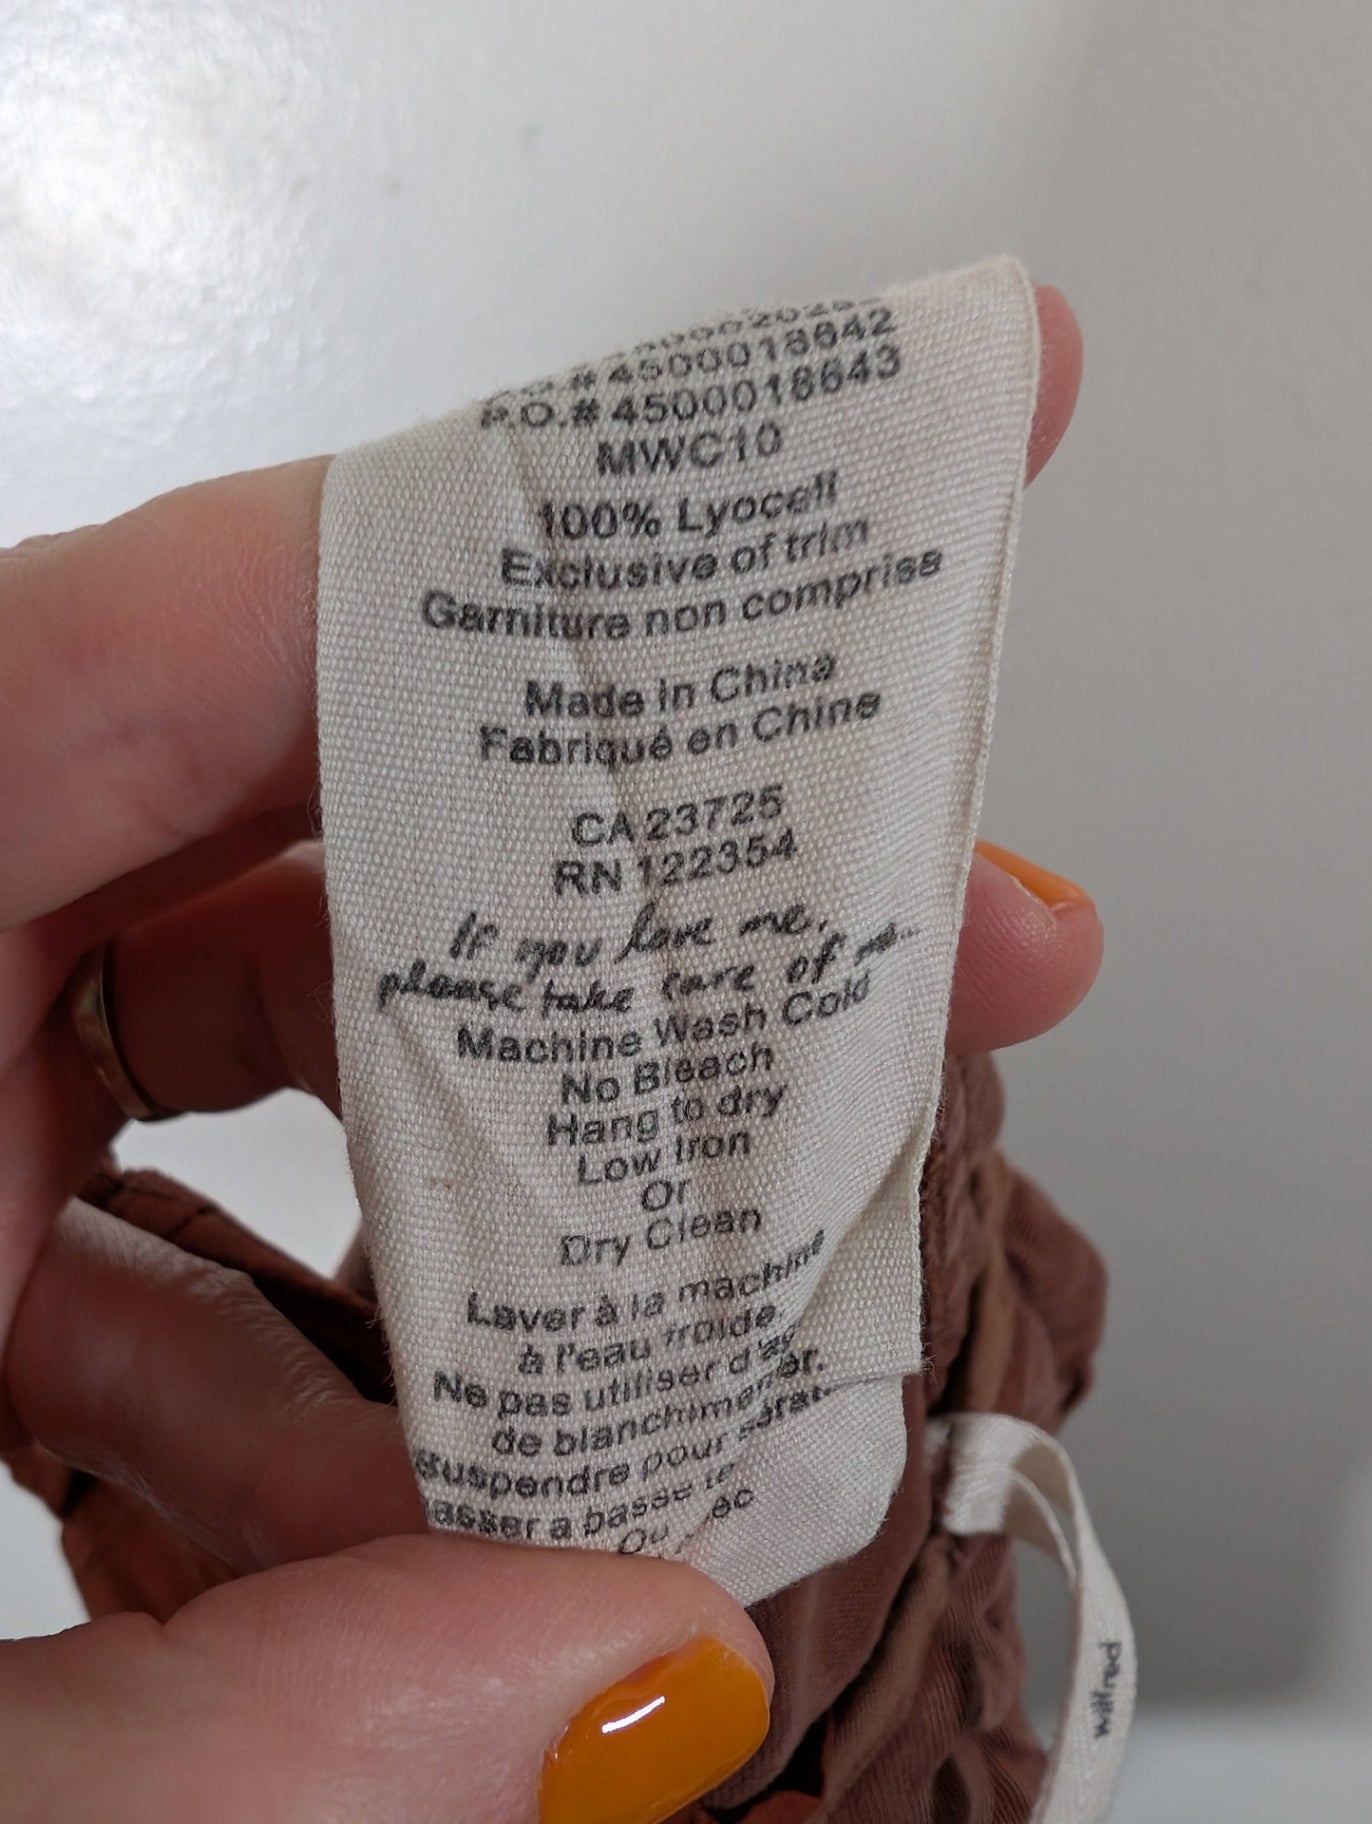 P.O.#4500018642
P.O.#4500018643
MWC10
100% Lyocell
Exclusive of trim
Garniture non comprise
Made in China
Fabriqué en Chine
CA 23725
RN 122354
If you love me,
please take care of me..
Machine Wash Cold
No Bleach
Hang to dry
Low Iron
Or
Dry Clean
Laver à la machine
à l'eau froide.
Ne pas utiliser
de blanchiment
suspendre pour
a basse
Ou
wilfred